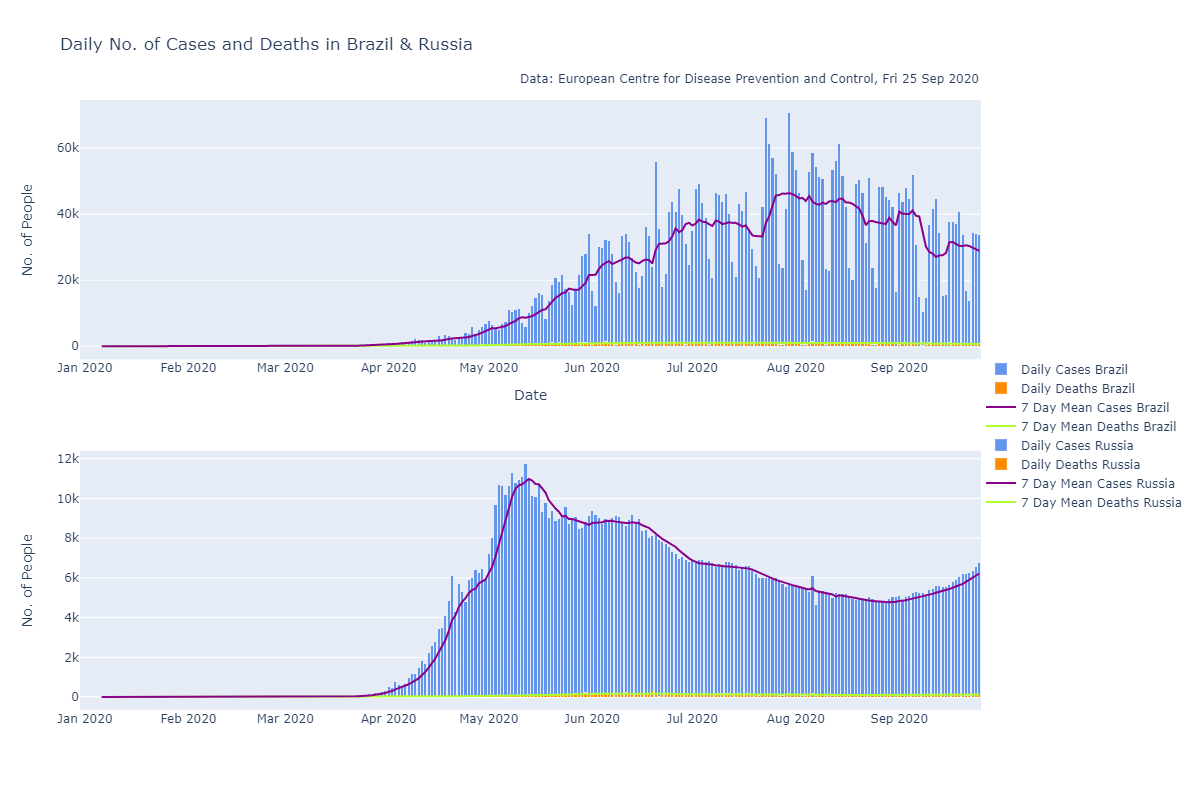 Daily No. of Cases and Deaths in Brazil & Russia
Data: European Centre for Disease Prevention and Control, Fri 25 Sep 2020
No. of People
60k
40k
20k
0
Jan 2020 Feb 2020 Mar 2020 Apr 2020 May 2020 Jun 2020 Jul 2020 Aug 2020 Sep 2020
Date
Daily Cases Brazil
Daily Deaths Brazil
7 Day Mean Cases Brazil
7 Day Mean Deaths Brazil
Daily Cases Russia
Daily Deaths Russia
7 Day Mean Cases Russia
7 Day Mean Deaths Russia
No. of People
12k
10k
8k
6k
4k
2k
0
Jan 2020 Feb 2020 Mar 2020 Apr 2020 May 2020 Jun 2020 Jul 2020 Aug 2020 Sep 2020